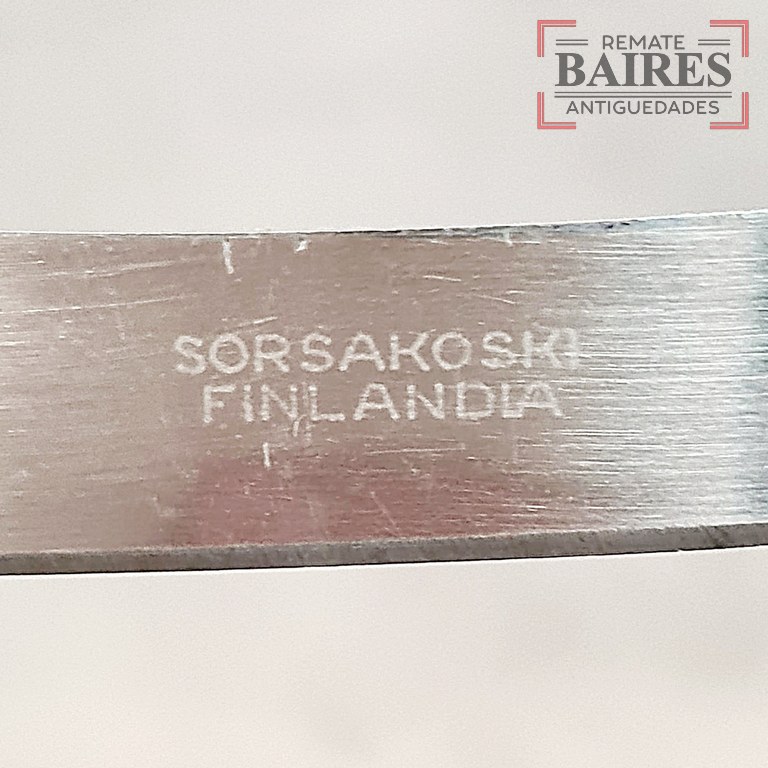 REMATE
BAIRES
ANTIGUEDADES
SORSAKOSKI
FINLANDIA